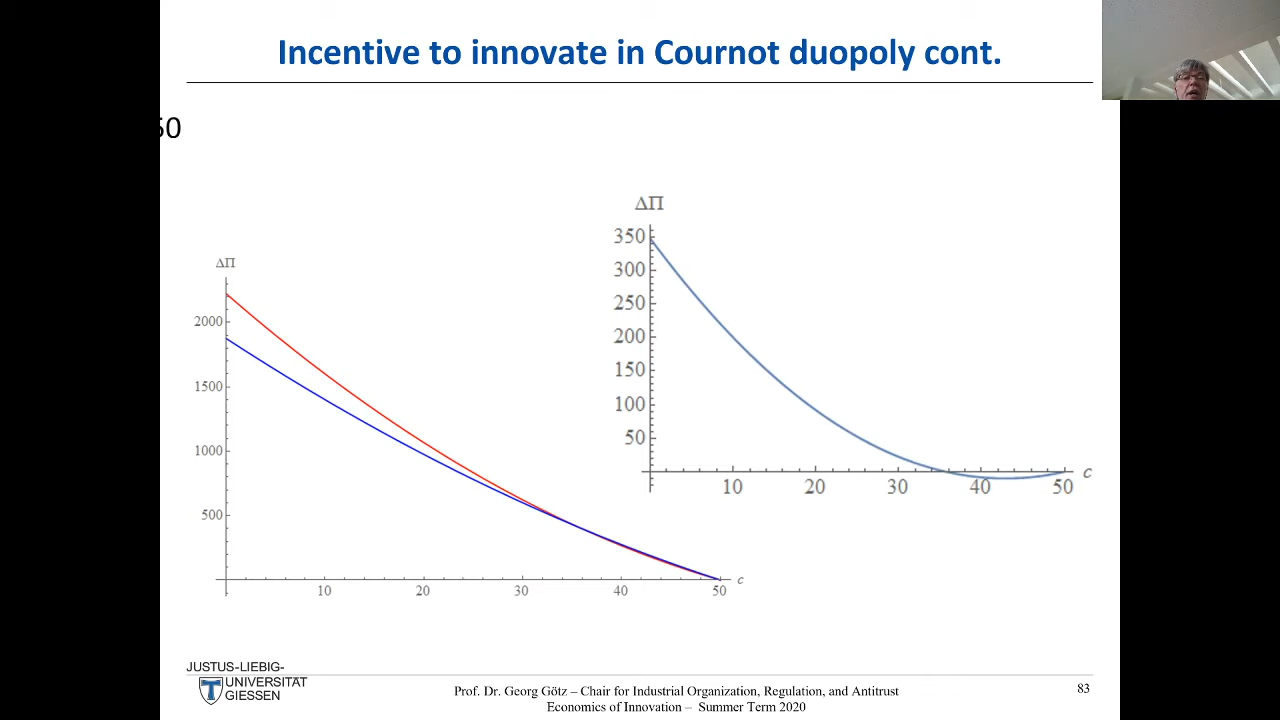 Incentive to innovate in Cournot duopoly cont.
50
ΔΠ
350
300
250
200
150
100
50
10
20
30
40
50
c
ΔΠ
2000
1500
1000
500
10
20
30
40
50
c
JUSTUS-LIEBIG-
UNIVERSITÄT
GIESSEN
Prof. Dr. Georg Götz – Chair for Industrial Organization, Regulation, and Antitrust
Economics of Innovation – Summer Term 2020
83